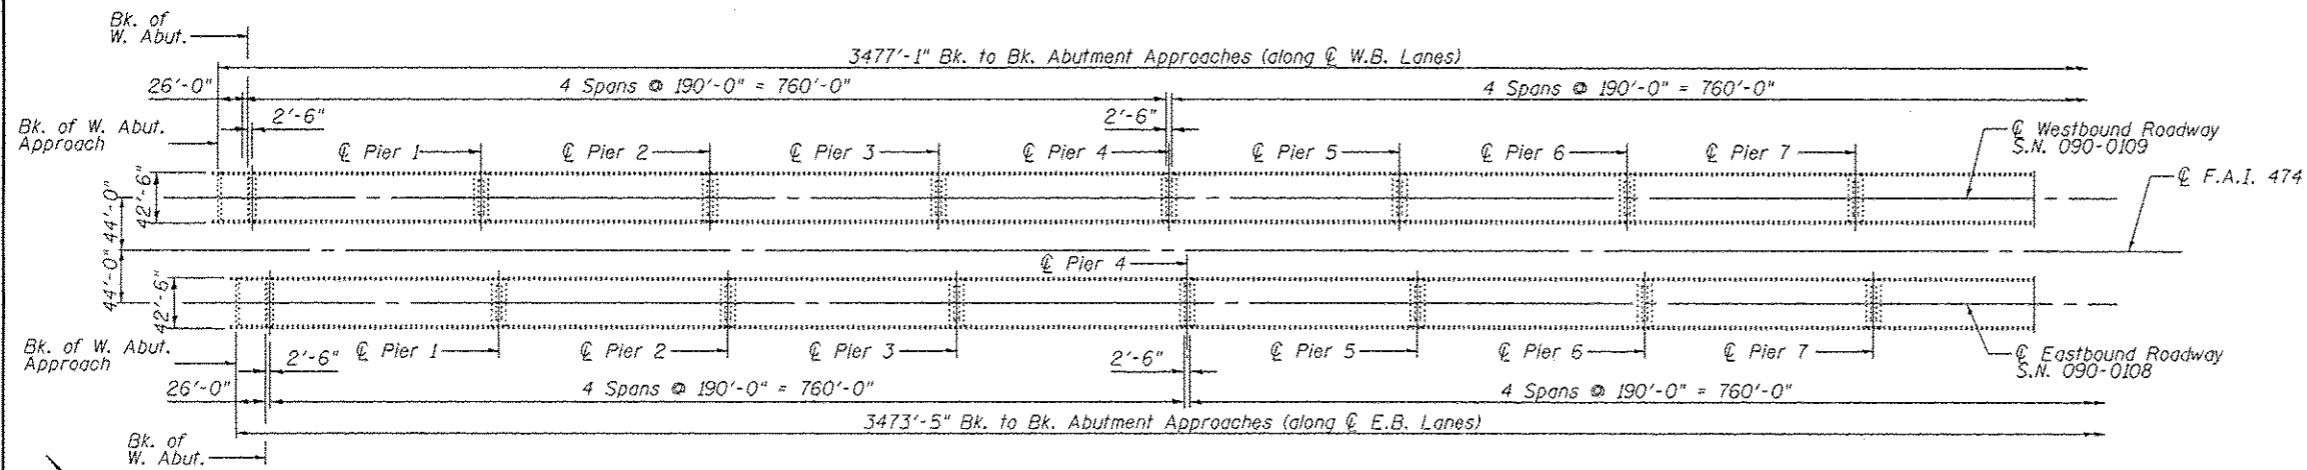 Bk. of
W. Abut.
3477'-1" Bk. to Bk. Abutment Approaches (along ℄ W.B. Lanes)
26'-0"
4 Spans @ 190'-0" = 760'-0"
4 Spans @ 190'-0" = 760'-0"
2'-6"
2'-6"
Bk. of W. Abut.
Approach
℄ Pier 1
℄ Pier 2
℄ Pier 3
℄ Pier 4
℄ Pier 5
℄ Pier 6
℄ Pier 7
℄ Westbound Roadway
S.N. 090-0109
℄ F.A.I. 474
42'-6"
44'-0"
44'-0"
42'-6"
℄ Pier 4
Bk. of W. Abut.
Approach
2'-6"
℄ Pier 1
℄ Pier 2
℄ Pier 3
2'-6"
℄ Pier 5
℄ Pier 6
℄ Pier 7
℄ Eastbound Roadway
S.N. 090-0108
26'-0"
4 Spans @ 190'-0" = 760'-0"
4 Spans @ 190'-0" = 760'-0"
3473'-5" Bk. to Bk. Abutment Approaches (along ℄ E.B. Lanes)
Bk. of
W. Abut.